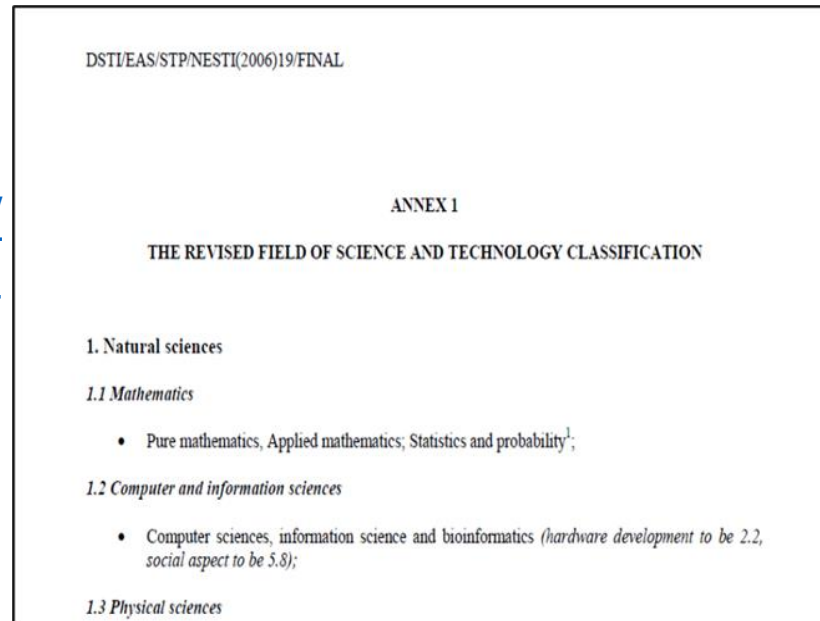 DSTI/EAS/STP/NESTI(2006)19/FINAL
ANNEX 1
THE REVISED FIELD OF SCIENCE AND TECHNOLOGY CLASSIFICATION
1. Natural sciences
1.1 Mathematics
• Pure mathematics, Applied mathematics; Statistics and probability¹;
1.2 Computer and information sciences
• Computer sciences, information science and bioinformatics (hardware development to be 2.2,
social aspect to be 5.8);
1.3 Physical sciences